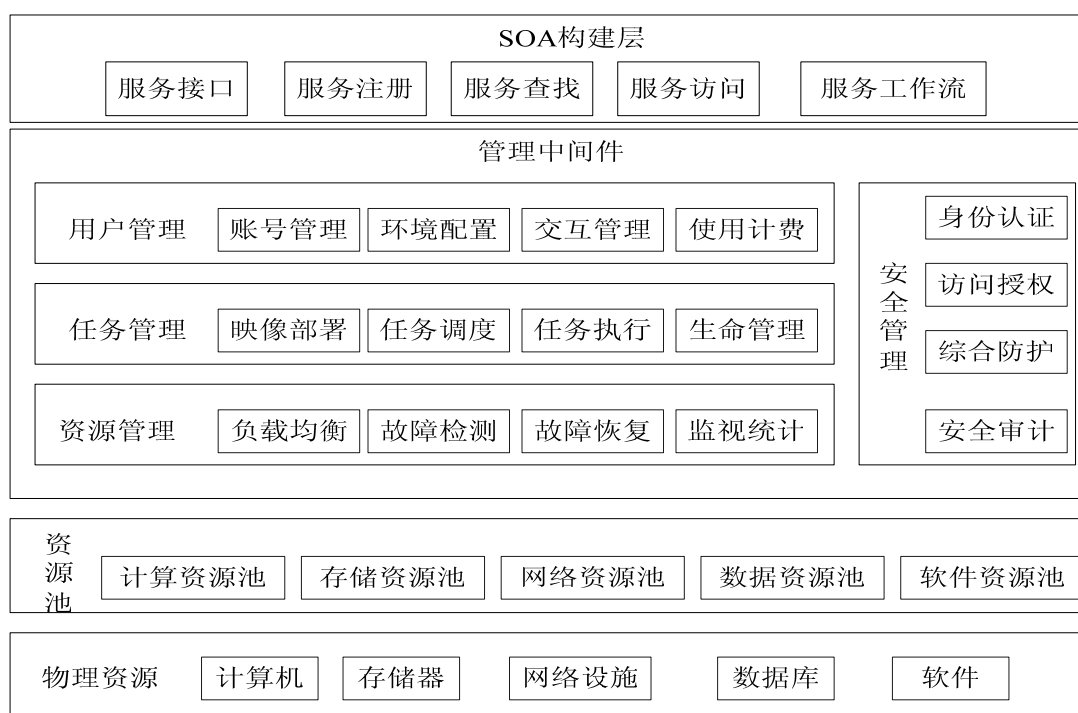 SOA构建层
服务接口 服务注册 服务查找 服务访问 服务工作流
管理中间件
用户管理 账号管理 环境配置 交互管理 使用计费
任务管理 映像部署 任务调度 任务执行 生命管理
资源管理 负载均衡 故障检测 故障恢复 监视统计
安全管理
身份认证
访问授权
综合防护
安全审计
资源池
计算资源池 存储资源池 网络资源池 数据资源池 软件资源池
物理资源 计算机 存储器 网络设施 数据库 软件